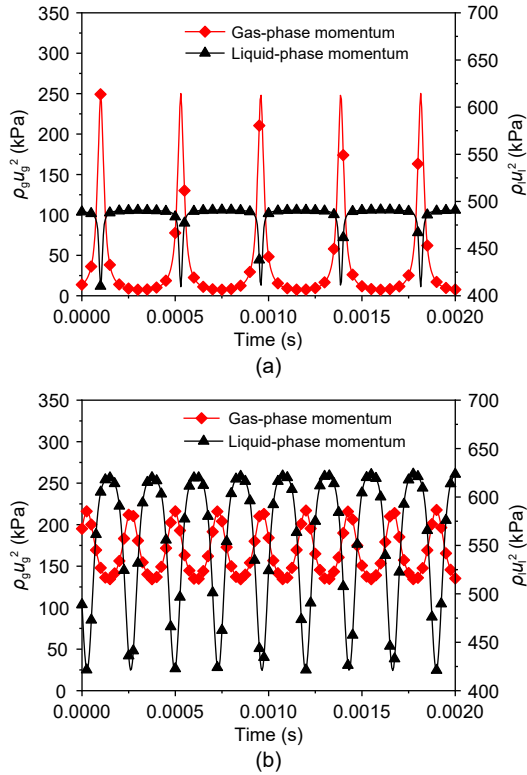 (a)
350
300
250
200
150
100
50
0
ρgug² (kPa)
Gas-phase momentum
Liquid-phase momentum
700
650
600
550
500
450
400
ρlul² (kPa)
0.0000 0.0005 0.0010 0.0015 0.0020
Time (s)
(a)
350
300
250
200
150
100
50
0
ρgug² (kPa)
Gas-phase momentum
Liquid-phase momentum
700
650
600
550
500
450
400
ρlul² (kPa)
0.0000 0.0005 0.0010 0.0015 0.0020
Time (s)
(b)